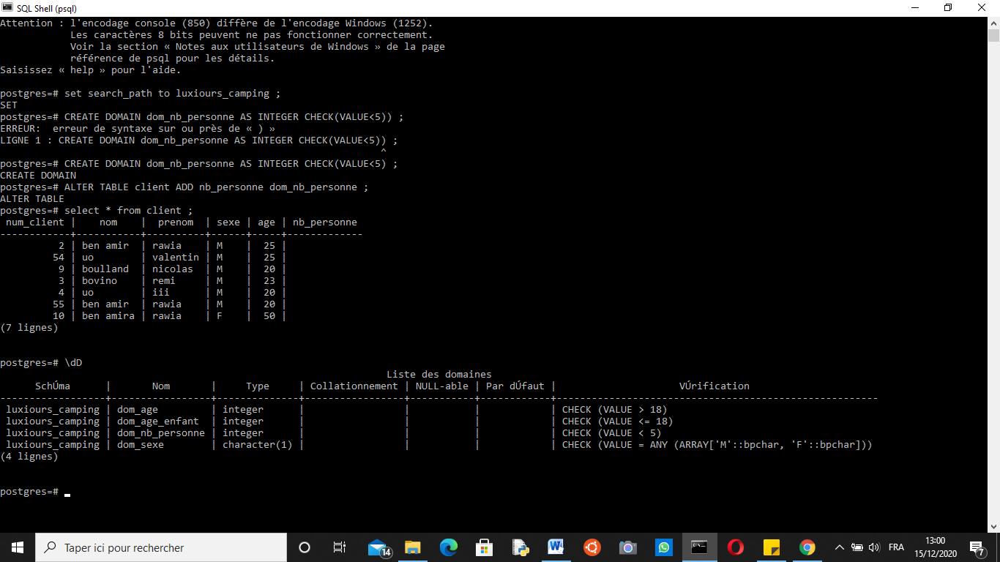 SQL Shell (psql)
Attention : l'encodage console (850) diffère de l'encodage Windows (1252).
            Les caractères 8 bits peuvent ne pas fonctionner correctement.
            Voir la section « Notes aux utilisateurs de Windows » de la page
            référence de psql pour les détails.
Saisissez « help » pour l'aide.
postgres=# set search_path to luxiours_camping ;
SET
postgres=# CREATE DOMAIN dom_nb_personne AS INTEGER CHECK(VALUE<5)) ;
ERREUR:  erreur de syntaxe sur ou près de « ) »
LIGNE 1 : CREATE DOMAIN dom_nb_personne AS INTEGER CHECK(VALUE<5)) ;
                                                                 ^
postgres=# CREATE DOMAIN dom_nb_personne AS INTEGER CHECK(VALUE<5) ;
CREATE DOMAIN
postgres=# ALTER TABLE client ADD nb_personne dom_nb_personne ;
ALTER TABLE
postgres=# select * from client ;
 num_client |    nom    |  prenom  | sexe | age | nb_personne
------------+-----------+----------+------+-----+-------------
          2 | ben amir  | rawia    | M    |  25 |
         54 | uo        | valentin | M    |  25 |
          9 | boulland  | nicolas  | M    |  20 |
          3 | bovino    | remi     | M    |  23 |
          4 | uo        | iii      | M    |  20 |
         55 | ben amir  | rawia    | M    |  20 |
         10 | ben amira | rawia    | F    |  50 |
(7 lignes)
postgres=# \dD
                                                                  Liste des domaines
      SchÚma      |       Nom       |     Type     | Collationnement | NULL-able | Par dÚfaut |                     VÚrification
------------------+-----------------+--------------+-----------------+-----------+------------+-------------------------------------------------------
 luxiours_camping | dom_age         | integer      |                 |           |            | CHECK (VALUE > 18)
 luxiours_camping | dom_age_enfant  | integer      |                 |           |            | CHECK (VALUE <= 18)
 luxiours_camping | dom_nb_personne | integer      |                 |           |            | CHECK (VALUE < 5)
 luxiours_camping | dom_sexe        | character(1) |                 |           |            | CHECK (VALUE = ANY (ARRAY['M'::bpchar, 'F'::bpchar]))
(4 lignes)
postgres=#
Taper ici pour rechercher
14
FRA
13:00
15/12/2020
7